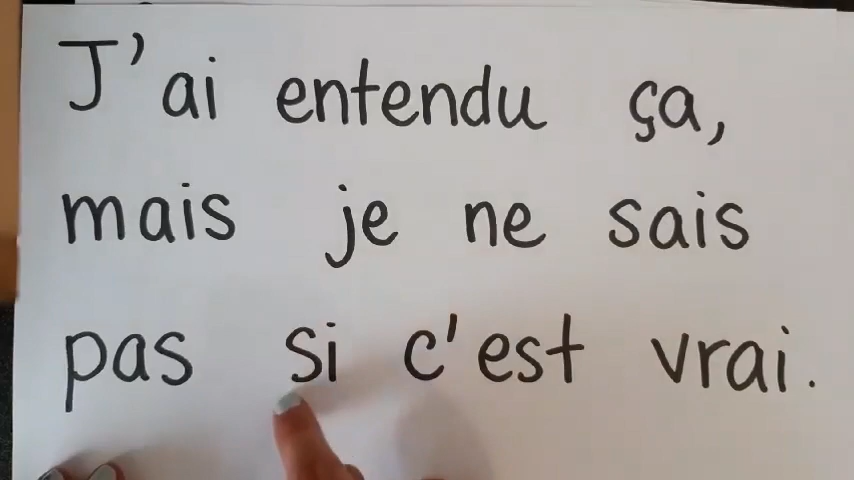 J'ai entendu ça,
mais je ne sais
pas si c'est vrai.